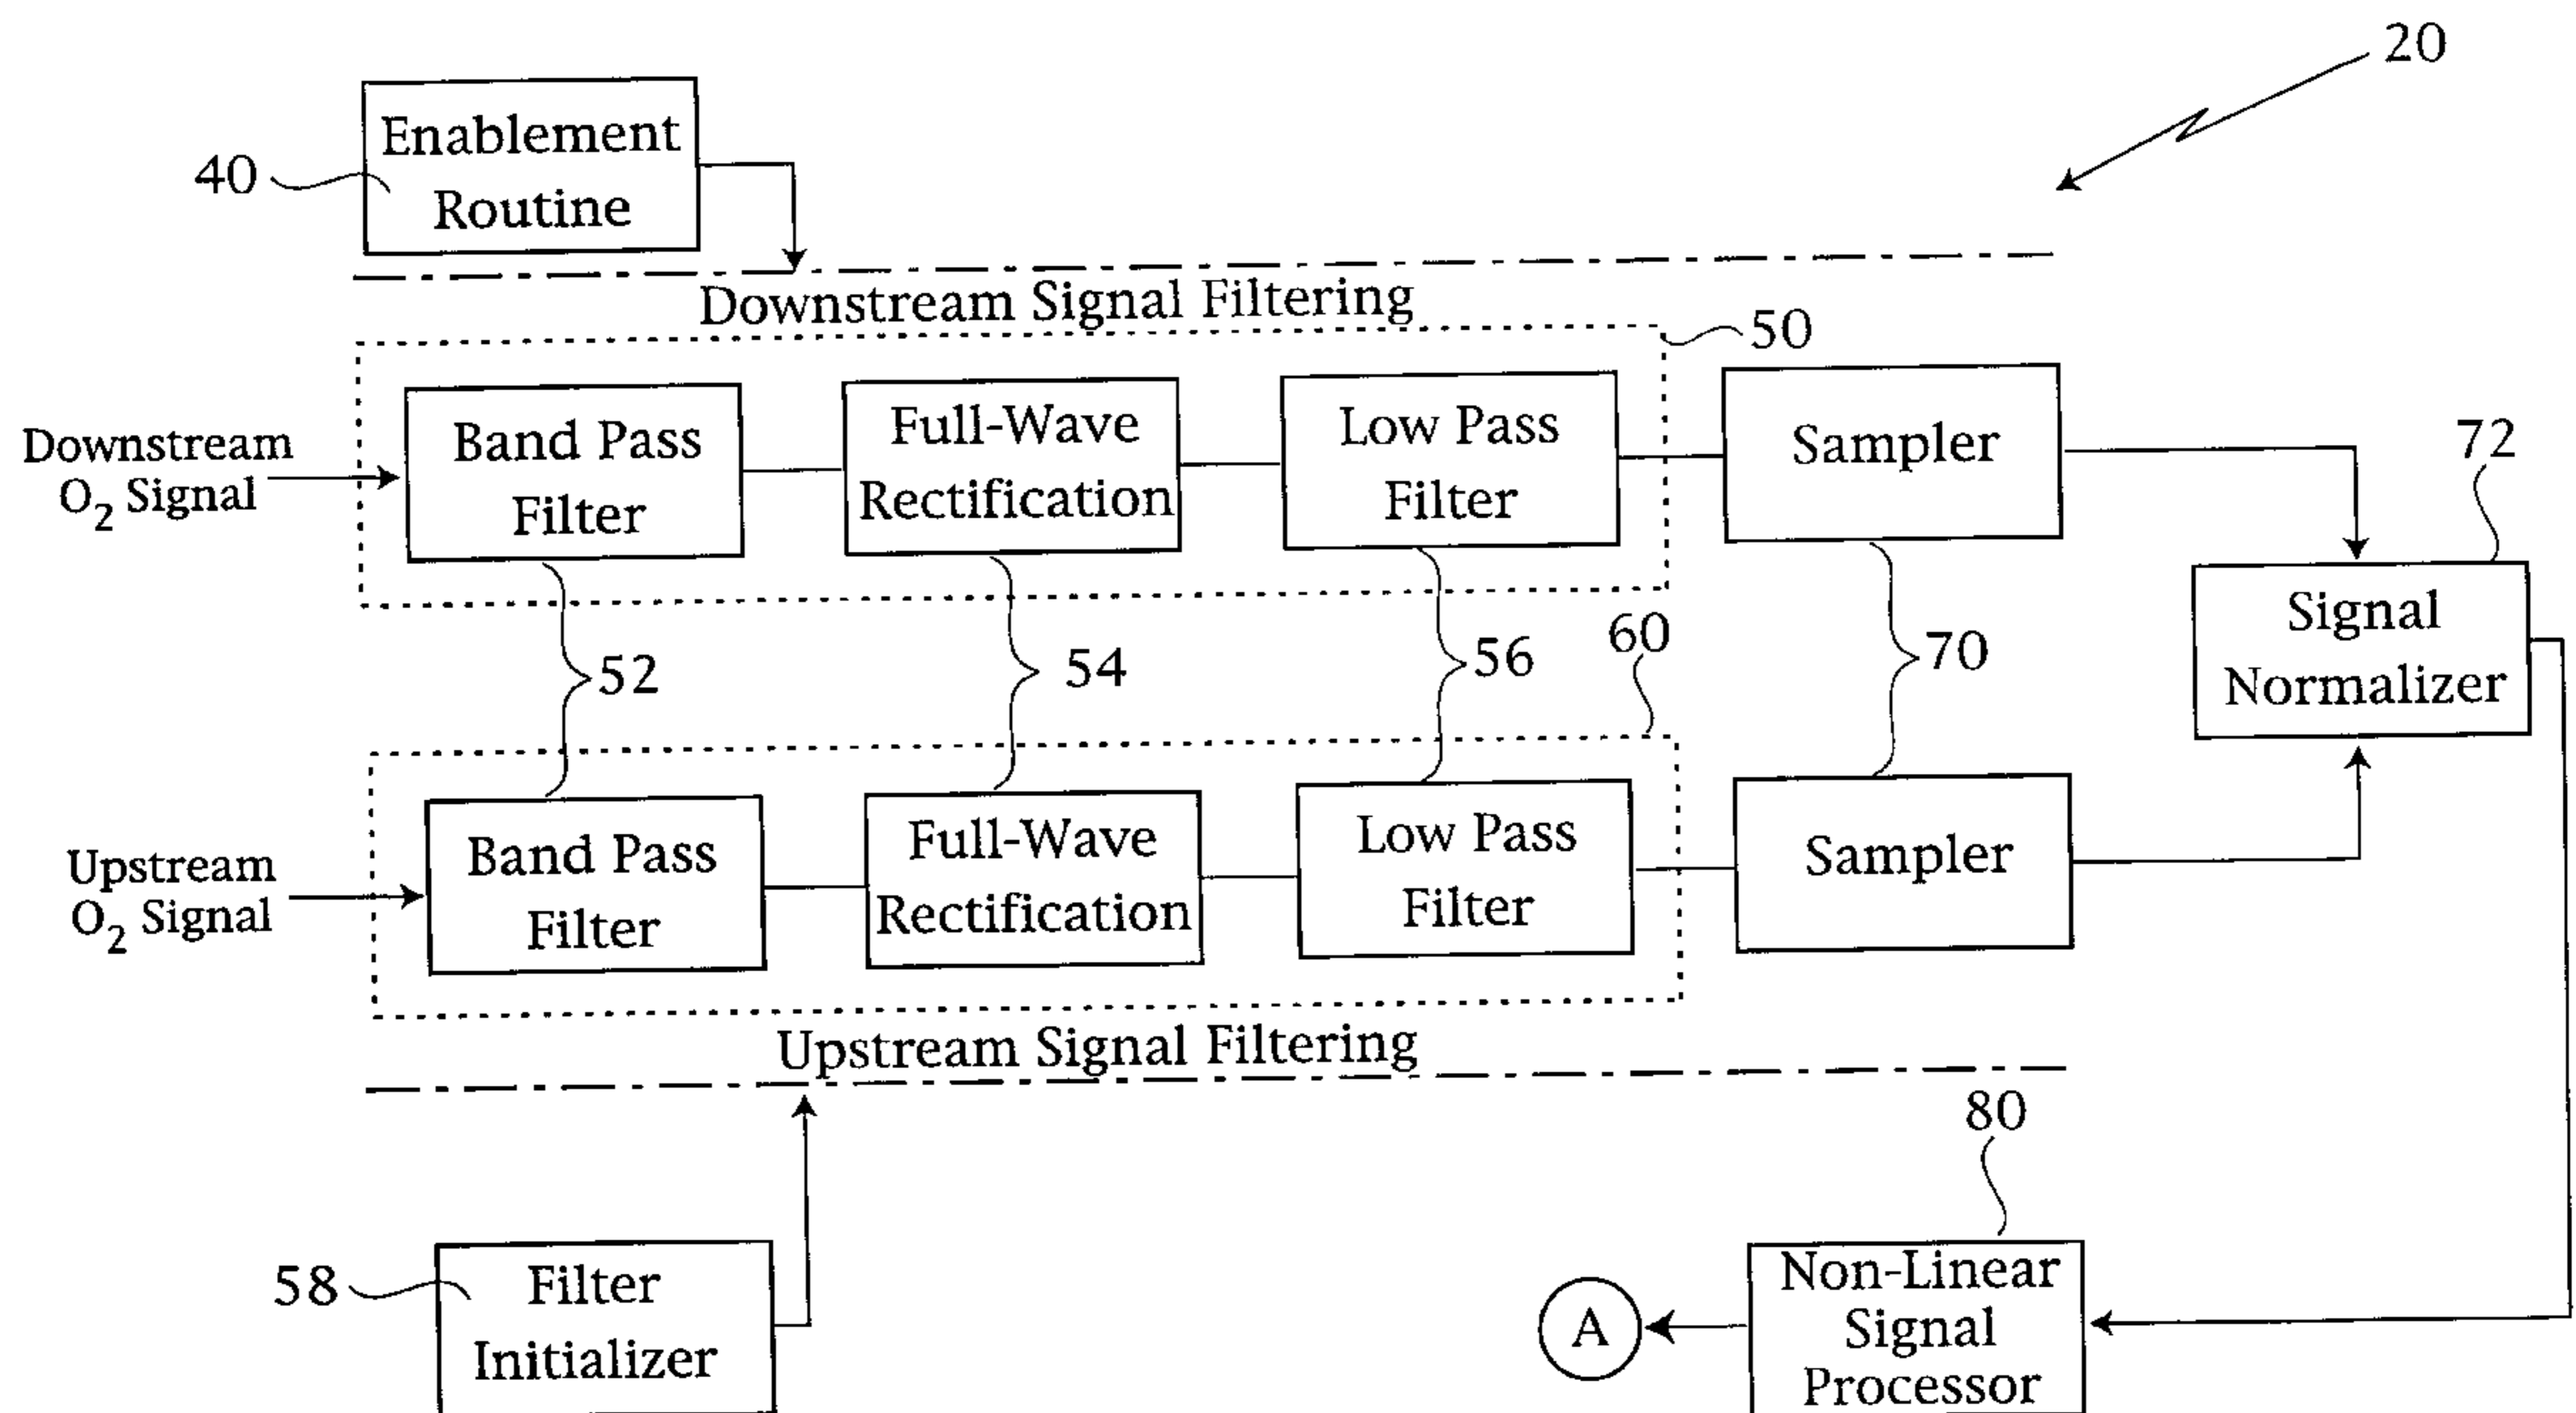 20
Enablement
Routine
40
Downstream Signal Filtering
50
Downstream
O2 Signal
Band Pass
Filter
Full-Wave
Rectification
Low Pass
Filter
Sampler
72
Signal
Normalizer
52
54
56
60
70
Upstream
O2 Signal
Band Pass
Filter
Full-Wave
Rectification
Low Pass
Filter
Sampler
Upstream Signal Filtering
80
58
Filter
Initializer
A
Non-Linear
Signal
Processor